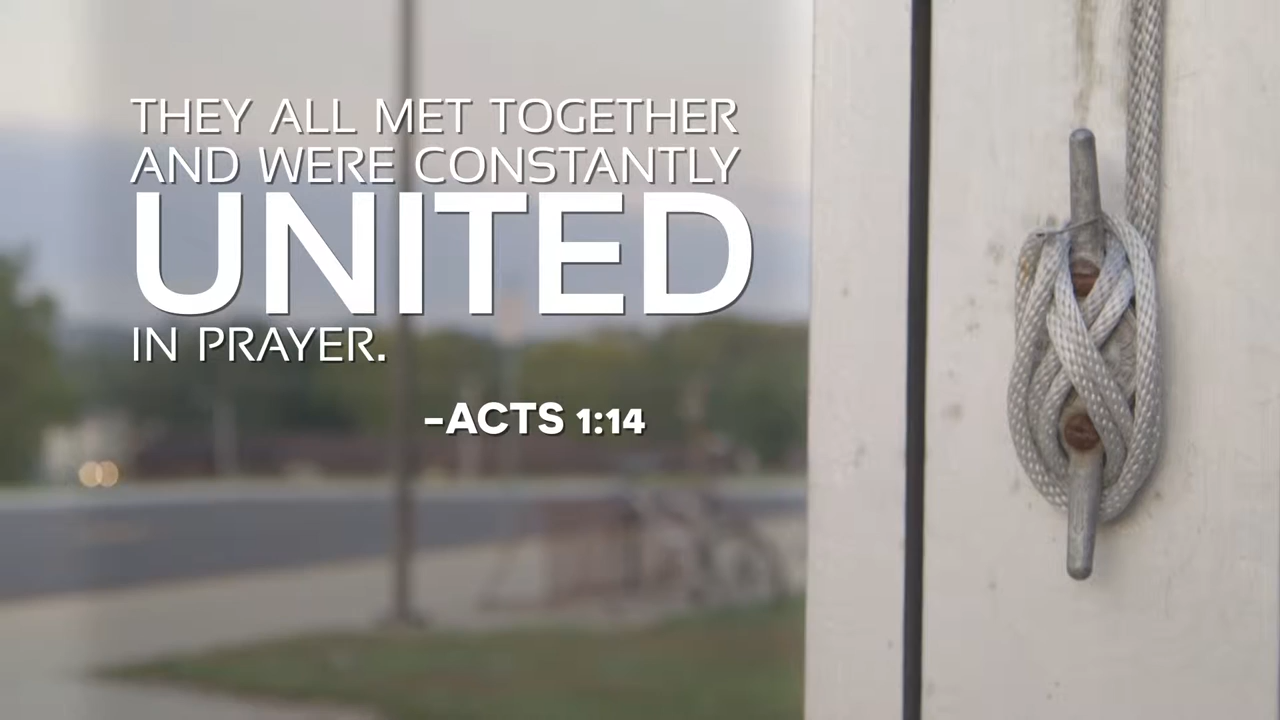 THEY ALL MET TOGETHER
AND WERE CONSTANTLY
UNITED
IN PRAYER.
-ACTS 1:14